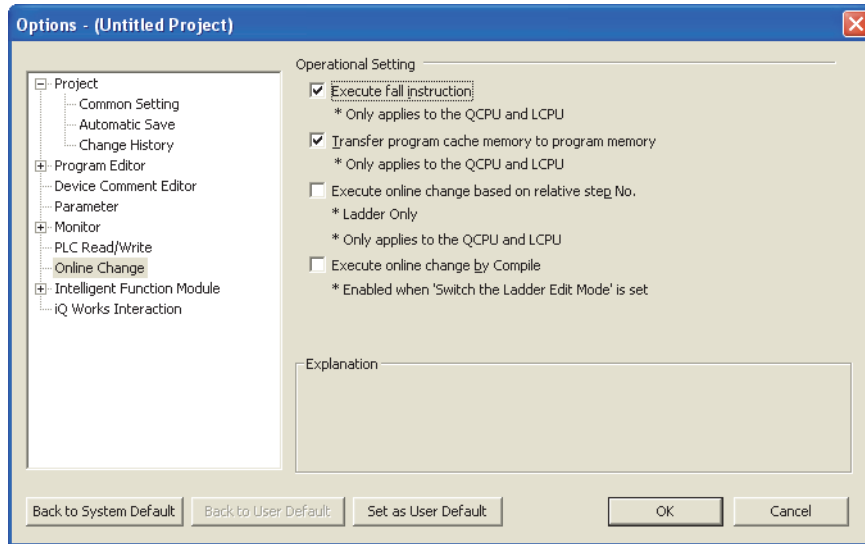 Options - (Untitled Project)
Project
Common Setting
Automatic Save
Change History
Program Editor
Device Comment Editor
Parameter
Monitor
PLC Read/Write
Online Change
Intelligent Function Module
iQ Works Interaction
Operational Setting
Execute fall instruction
* Only applies to the QCPU and LCPU
Transfer program cache memory to program memory
* Only applies to the QCPU and LCPU
Execute online change based on relative step No.
* Ladder Only
* Only applies to the QCPU and LCPU
Execute online change by Compile
* Enabled when 'Switch the Ladder Edit Mode' is set
Explanation
Back to System Default
Back to User Default
Set as User Default
OK
Cancel